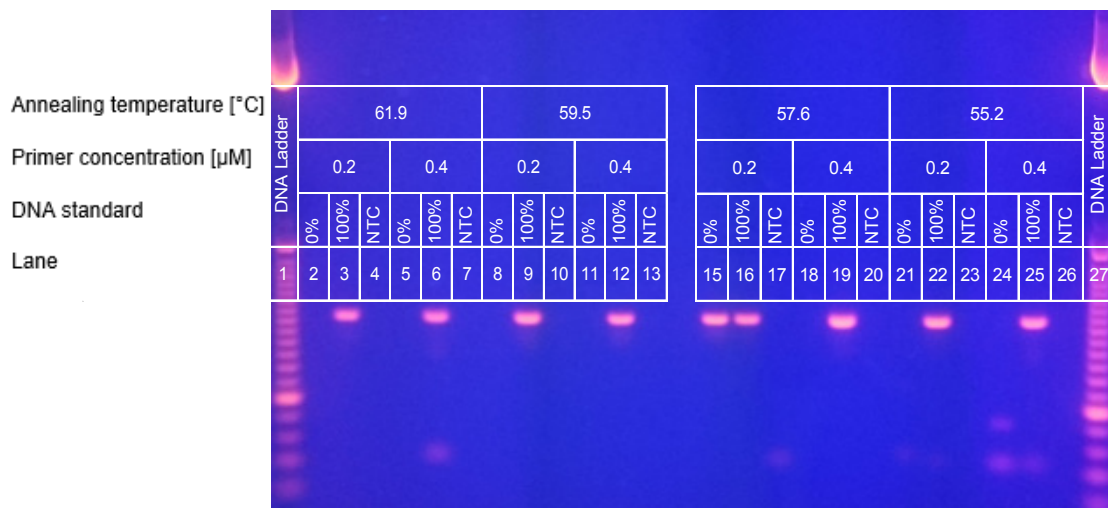 Annealing temperature [°C] 61.9 59.5 57.6 55.2
Primer concentration [µM] 0.2 0.4 0.2 0.4 0.2 0.4 0.2 0.4
DNA Ladder DNA Ladder
DNA standard 0% 100% NTC 0% 100% NTC 0% 100% NTC 0% 100% NTC 0% 100% NTC 0% 100% NTC 0% 100% NTC 0% 100% NTC
Lane 1 2 3 4 5 6 7 8 9 10 11 12 13 15 16 17 18 19 20 21 22 23 24 25 26 27